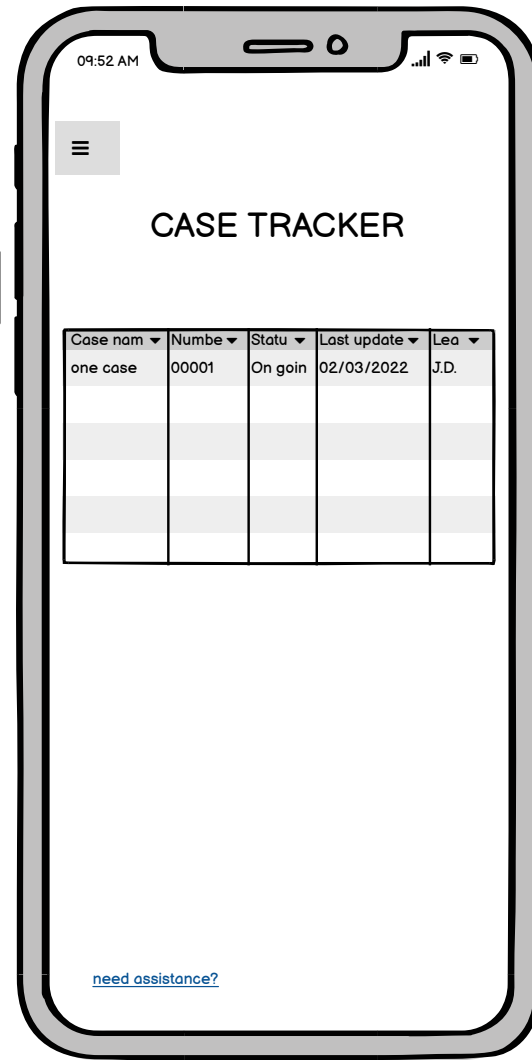 09:52 AM
CASE TRACKER
Case nam Numbe Statu Last update Lea
one case 00001 On goin 02/03/2022 J.D.
need assistance?